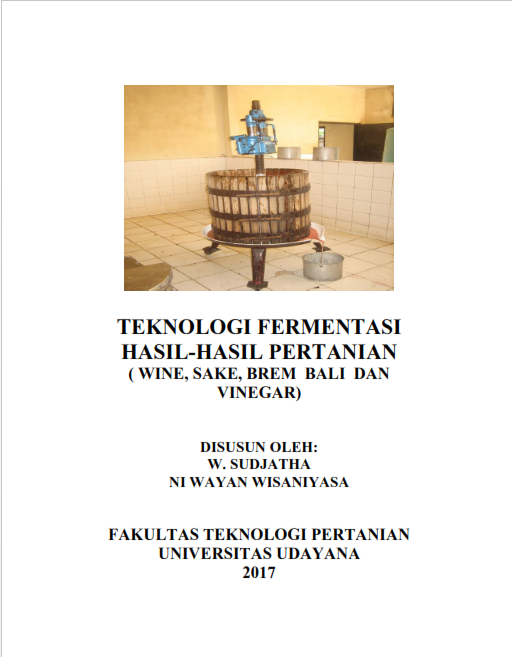 TEKNOLOGI FERMENTASI
HASIL-HASIL PERTANIAN
( WINE, SAKE, BREM BALI DAN
VINEGAR)
DISUSUN OLEH:
W. SUDJATHA
NI WAYAN WISANIYASA
FAKULTAS TEKNOLOGI PERTANIAN
UNIVERSITAS UDAYANA
2017